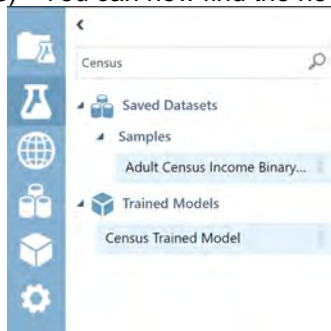 You can now find the ne
Census
Saved Datasets
Samples
Adult Census Income Binary...
Trained Models
Census Trained Model